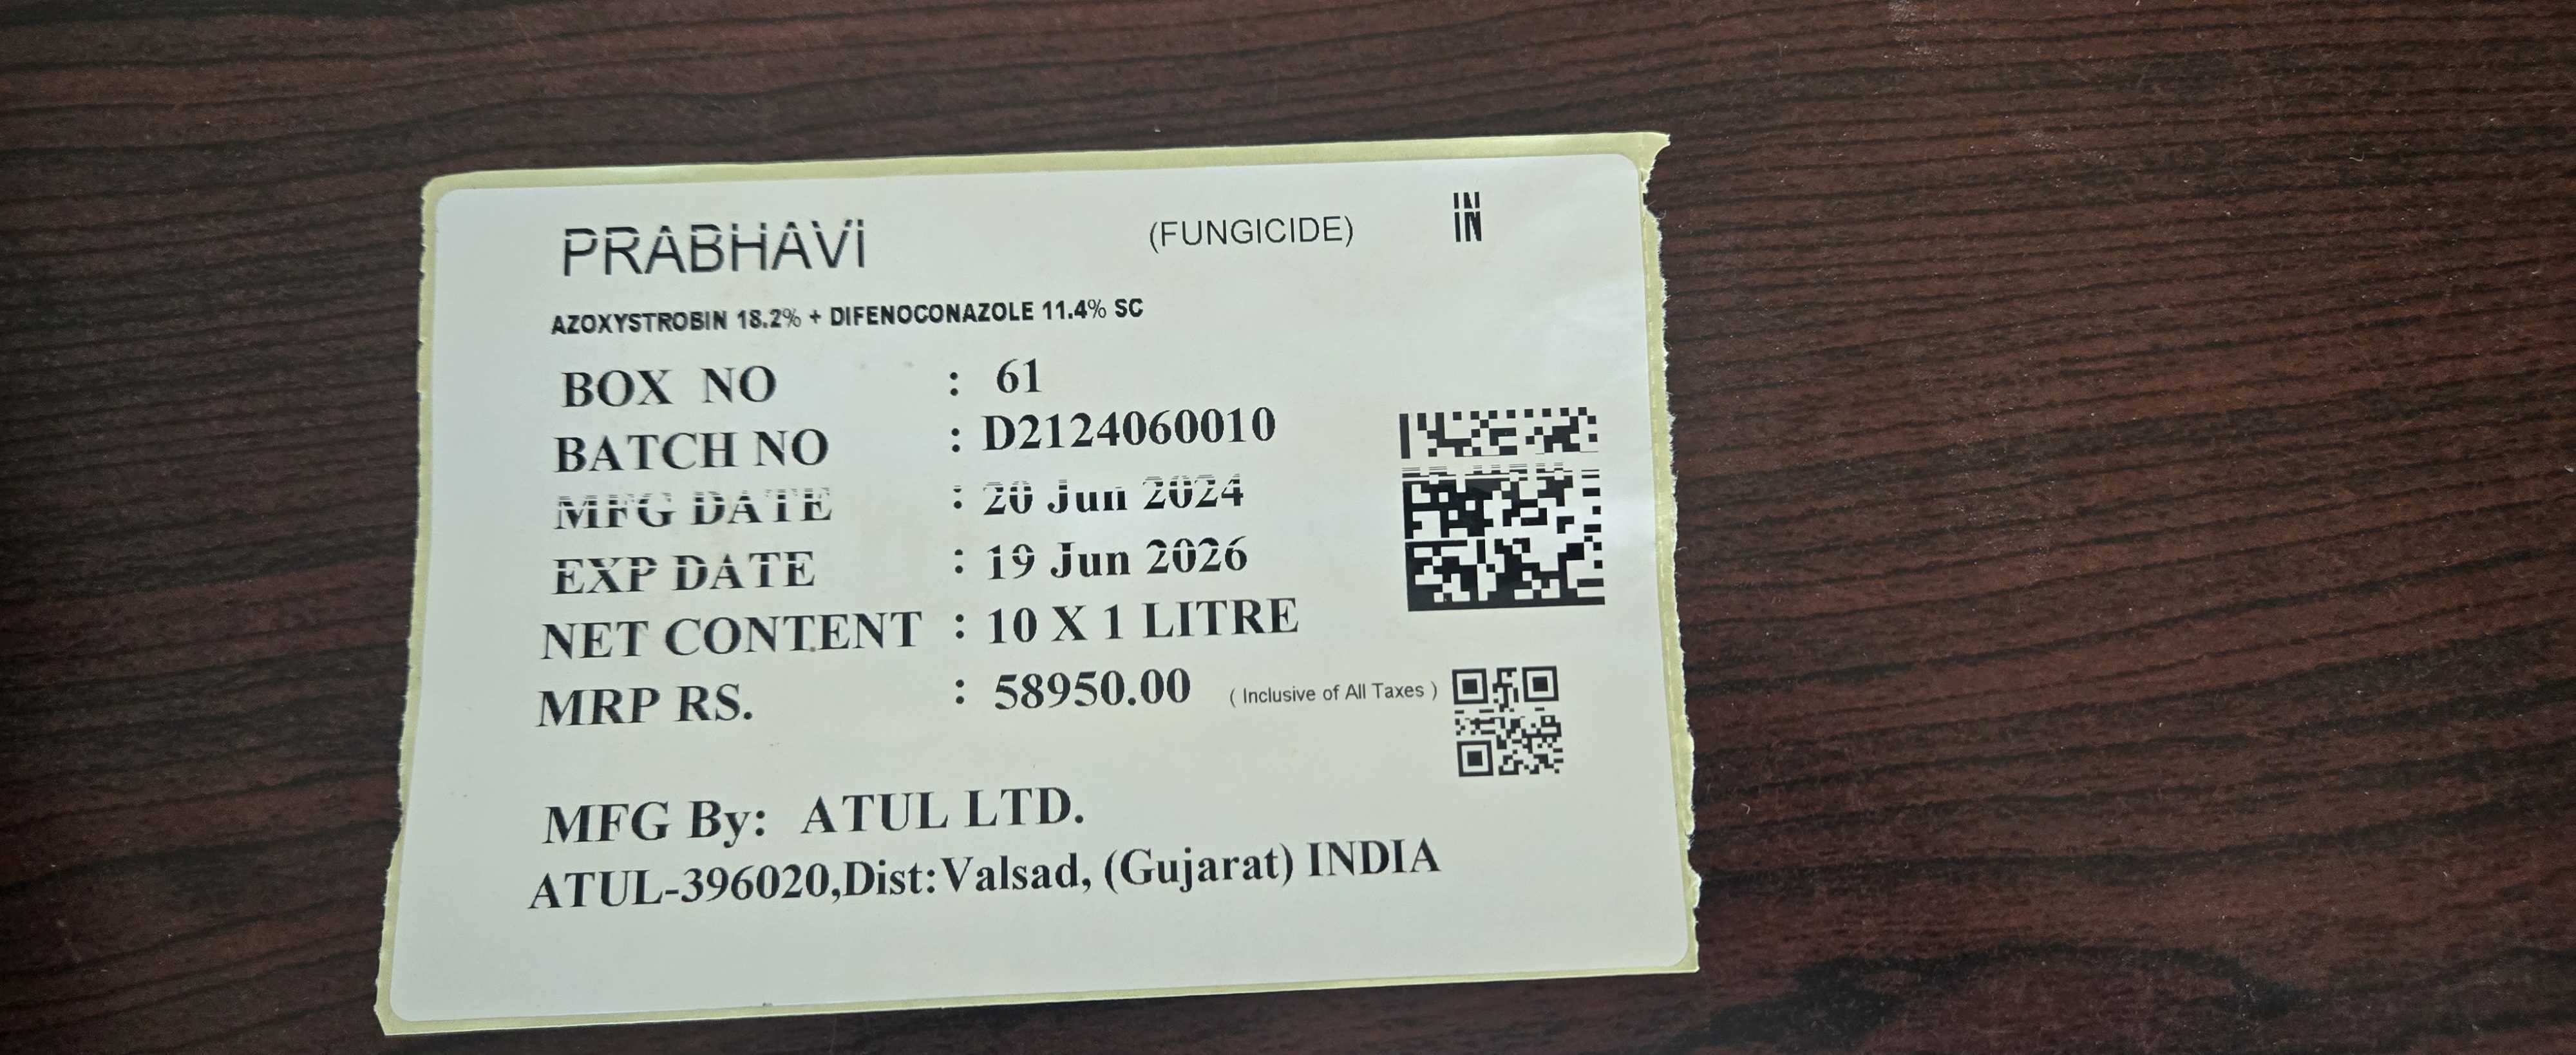 PRABHAVI (FUNGICIDE) IN
AZOXYSTROBIN 18.2% + DIFENOCONAZOLE 11.4% SC
BOX NO : 61
BATCH NO : D2124060010
MFG DATE : 20 Jun 2024
EXP DATE : 19 Jun 2026
NET CONTENT : 10 X 1 LITRE
MRP RS. : 58950.00 ( Inclusive of All Taxes )
MFG By: ATUL LTD.
ATUL-396020,Dist:Valsad, (Gujarat) INDIA